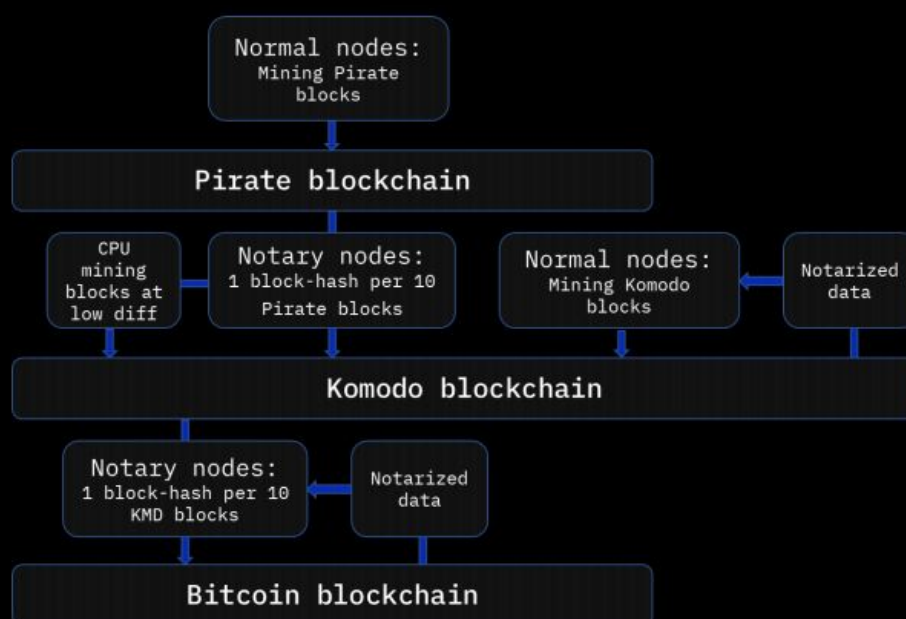 Normal nodes:
Mining Pirate
blocks
Pirate blockchain
CPU
mining
blocks at
low diff
Notary nodes:
1 block-hash per 10
Pirate blocks
Normal nodes:
Mining Komodo
blocks
Notarized
data
Komodo blockchain
Notary nodes:
1 block-hash per 10
KMD blocks
Notarized
data
Bitcoin blockchain